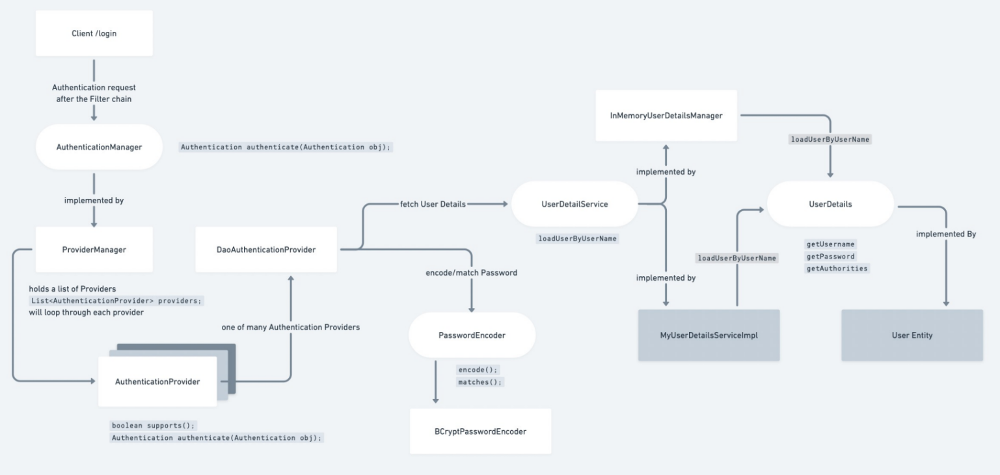 Client /login
Authentication request
after the Filter chain
AuthenticationManager
Authentication authenticate(Authentication obj);
implemented by
ProviderManager
holds a list of Providers
List<AuthenticationProvider> providers;
will loop through each provider
AuthenticationProvider
boolean supports();
Authentication authenticate(Authentication obj);
one of many Authentication Providers
DaoAuthenticationProvider
fetch User Details
encode/match Password
PasswordEncoder
encode();
matches();
BCryptPasswordEncoder
UserDetailService
loadUserByUserName
implemented by
InMemoryUserDetailsManager
loadUserByUserName
implemented by
MyUserDetailsServiceImpl
loadUserByUserName
UserDetails
getUsername
getPassword
getAuthorities
implemented By
User Entity